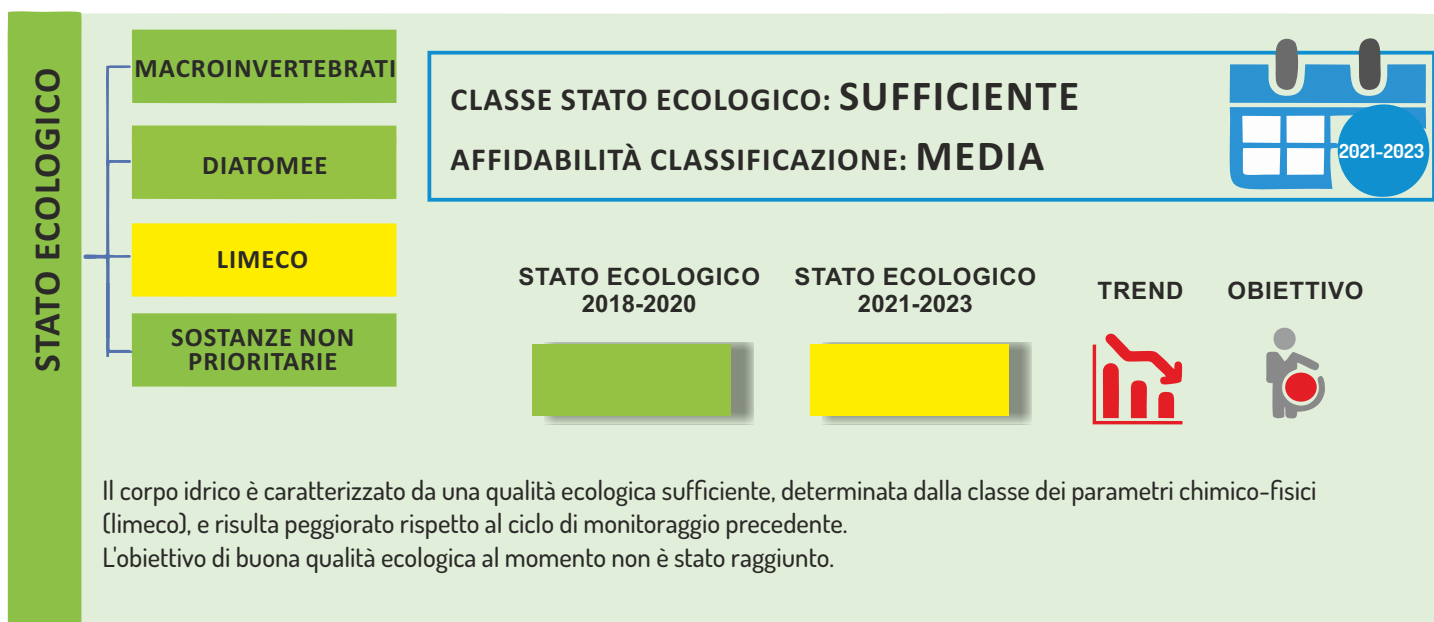 STATO ECOLOGICO
MACROINVERTEBRATI
DIATOMEE
LIMECO
SOSTANZE NON
PRIORITARIE
CLASSE STATO ECOLOGICO: SUFFICIENTE
AFFIDABILITÀ CLASSIFICAZIONE: MEDIA
2021-2023
STATO ECOLOGICO
2018-2020
STATO ECOLOGICO
2021-2023
TREND
OBIETTIVO
Il corpo idrico è caratterizzato da una qualità ecologica sufficiente, determinata dalla classe dei parametri chimico-fisici
(limeco), e risulta peggiorato rispetto al ciclo di monitoraggio precedente.
L'obiettivo di buona qualità ecologica al momento non è stato raggiunto.